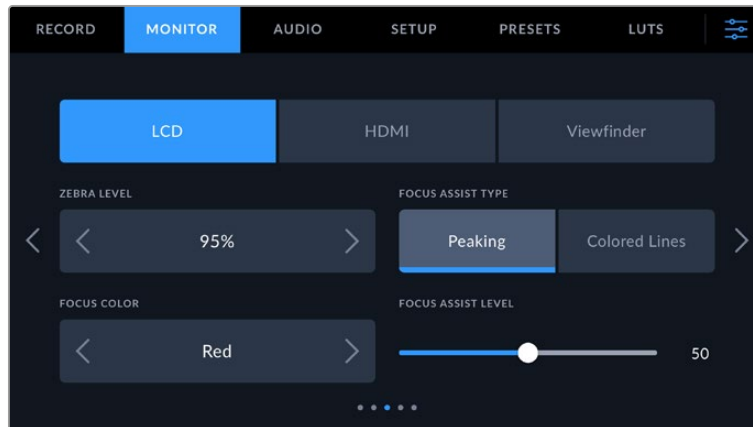 RECORD MONITOR AUDIO SETUP PRESETS LUTS
LCD HDMI Viewfinder
ZEBRA LEVEL FOCUS ASSIST TYPE
95% Peaking Colored Lines
FOCUS COLOR FOCUS ASSIST LEVEL
Red 50